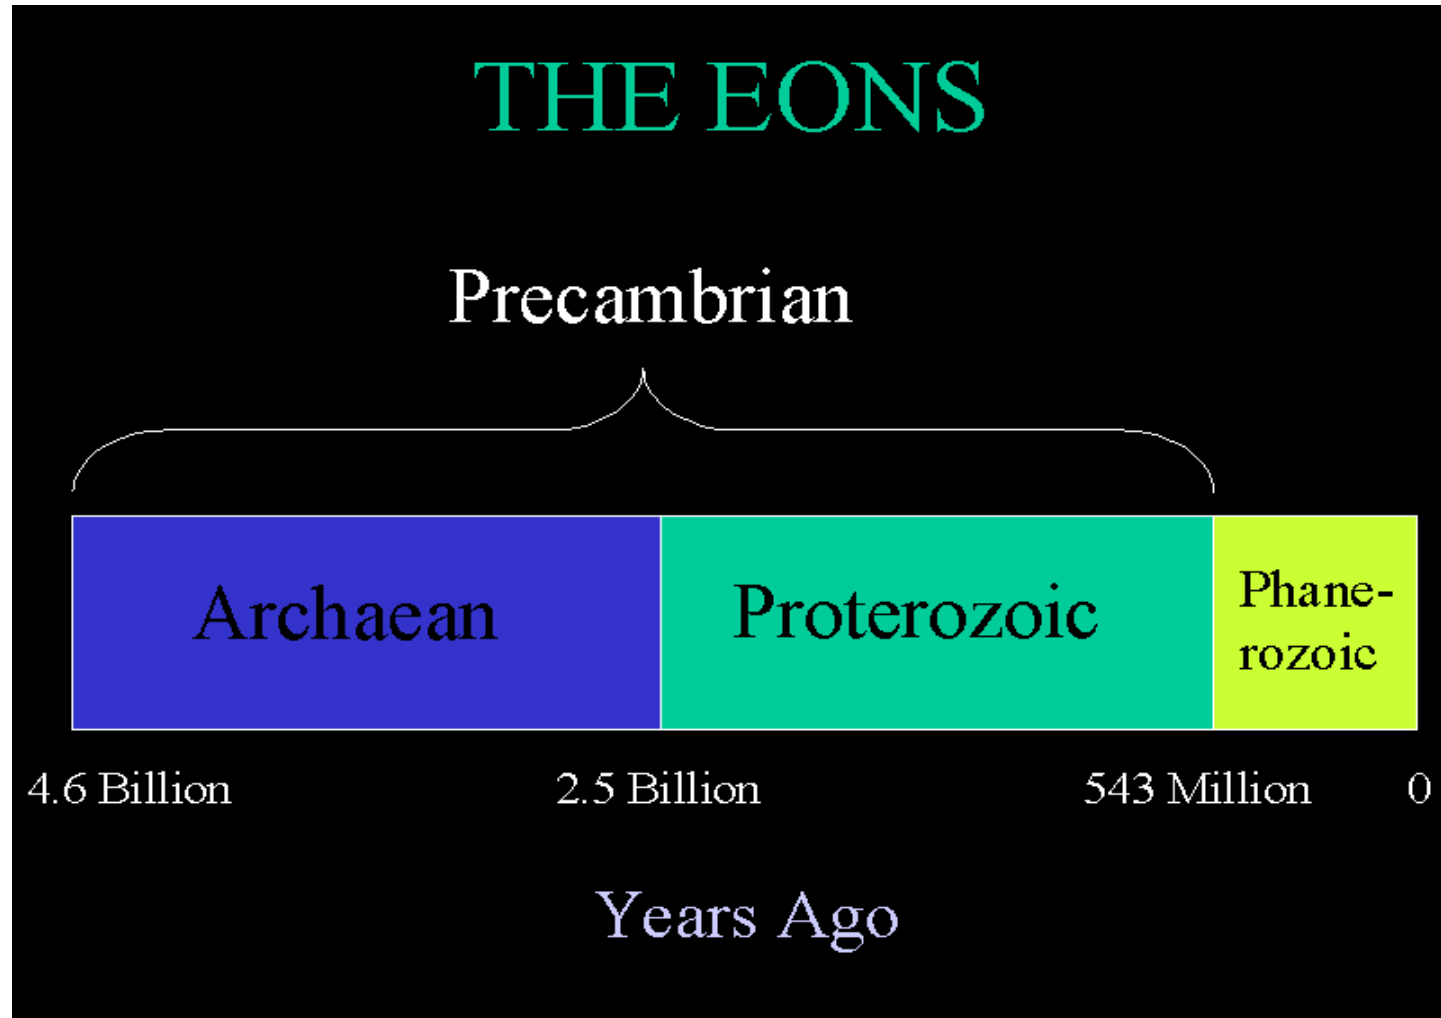 THE EONS
Precambrian
Archaean
Proterozoic
Phane-
rozoic
4.6 Billion
2.5 Billion
543 Million
0
Years Ago